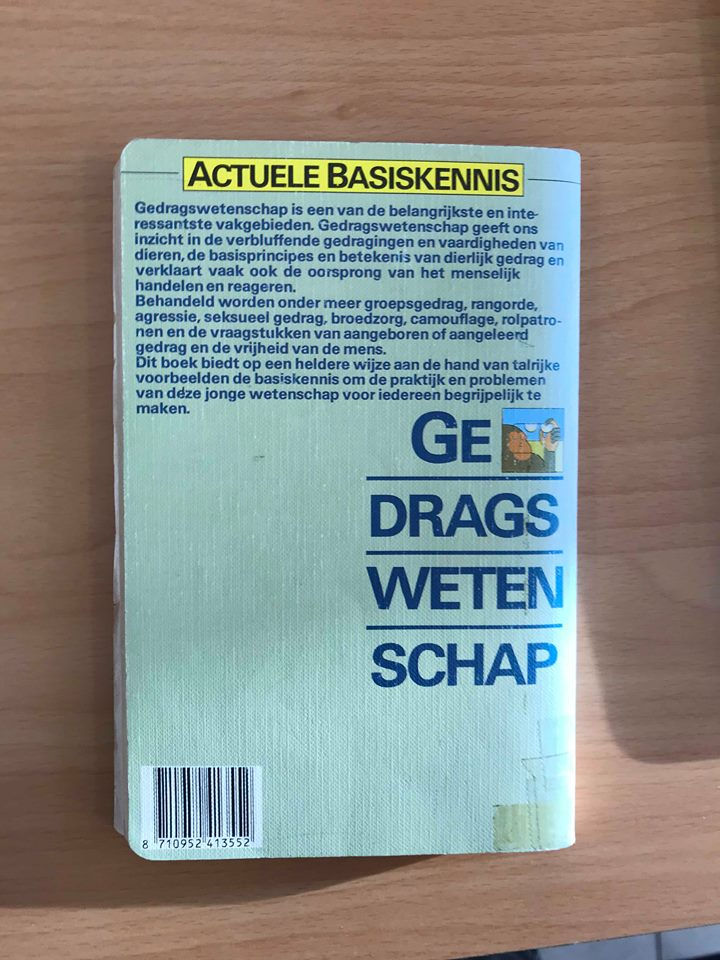 ACTUELE BASISKENNIS
Gedragswetenschap is een van de belangrijkste en inte-
ressantste vakgebieden. Gedragswetenschap geeft ons
inzicht in de verbluffende gedragingen en vaardigheden van
dieren, de basisprincipes en betekenis van dierlijk gedrag en
verklaart vaak ook de oorsprong van het menselijk
handelen en reageren.
Behandeld worden onder meer groepsgedrag, rangorde,
agressie, seksueel gedrag, broedzorg, camouflage, rolpatro-
nen en de vraagstukken van aangeboren of aangeleerd
gedrag en de vrijheid van de mens.
Dit boek biedt op een heldere wijze aan de hand van talrijke
voorbeelden de basiskennis om de praktijk en problemen
van deze jonge wetenschap voor iedereen begrijpelijk te
maken.
GE
DRAGS
WETEN
SCHAP
8 710952 413552